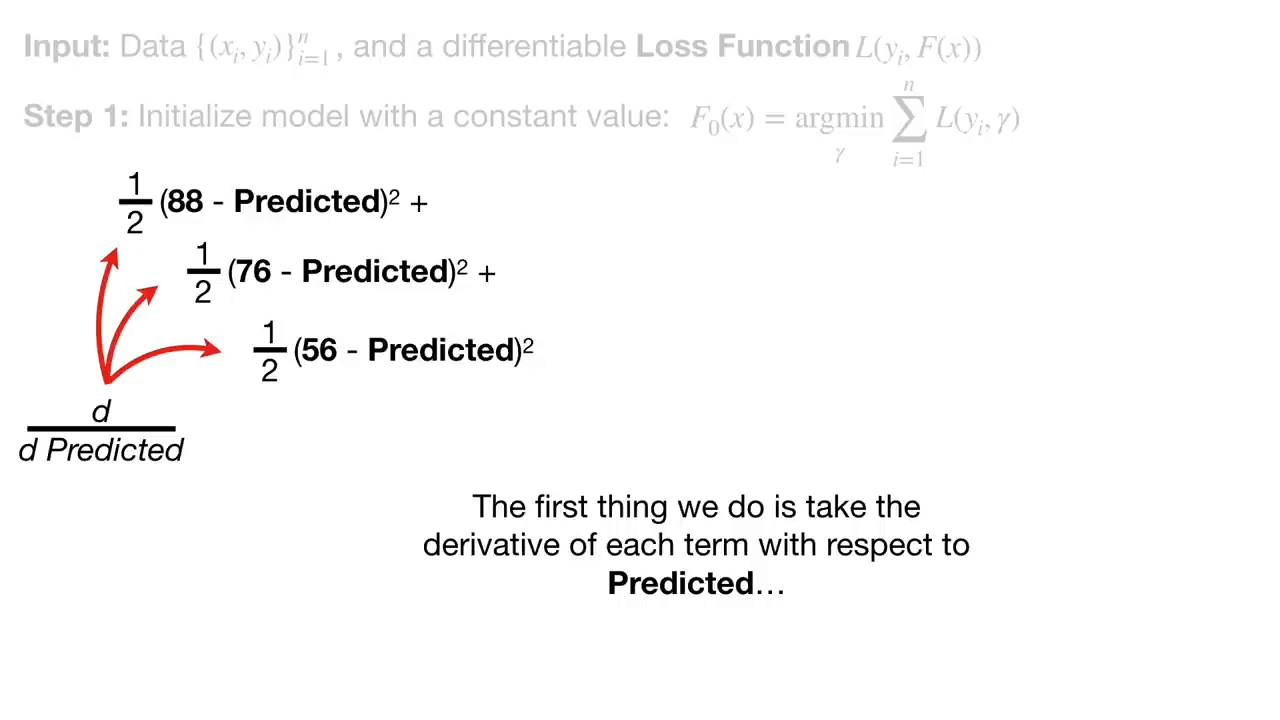 Input: Data {(xᵢ, yᵢ)}ⁿᵢ₌₁, and a differentiable Loss Function L(yᵢ, F(x))
Step 1: Initialize model with a constant value: F₀(x) = argmin γ ∑ⁿᵢ₌₁ L(yᵢ, γ)
1/2 (88 - Predicted)² +
1/2 (76 - Predicted)² +
1/2 (56 - Predicted)²
d
d Predicted
The first thing we do is take the
derivative of each term with respect to
Predicted…